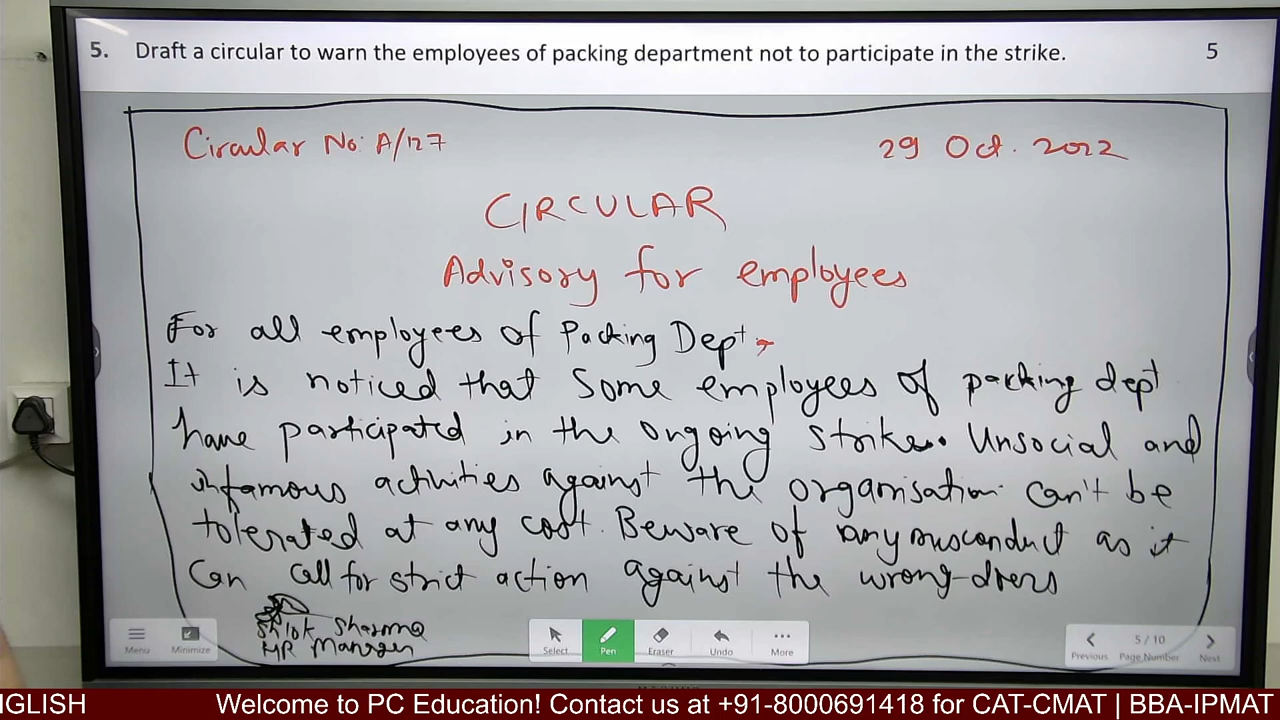 5. Draft a circular to warn the employees of packing department not to participate in the strike. 5
Circular No: A/127 29 Oct. 2022
CIRCULAR
Advisory for employees
For all employees of Packing Dept,
It is noticed that Some employees of packing dept
have participated in the ongoing strike. Unsocial and
infamous activities against the organisation can't be
tolerated at any cost. Beware of any misconduct as it
Can call for strict action against the wrong-doers
Shlok Sharma
HR Manager
Menu Minimize Select Pen Eraser Undo More Previous 5 / 10 Page Number Next
NGLISH Welcome to PC Education! Contact us at +91-8000691418 for CAT-CMAT | BBA-IPMAT